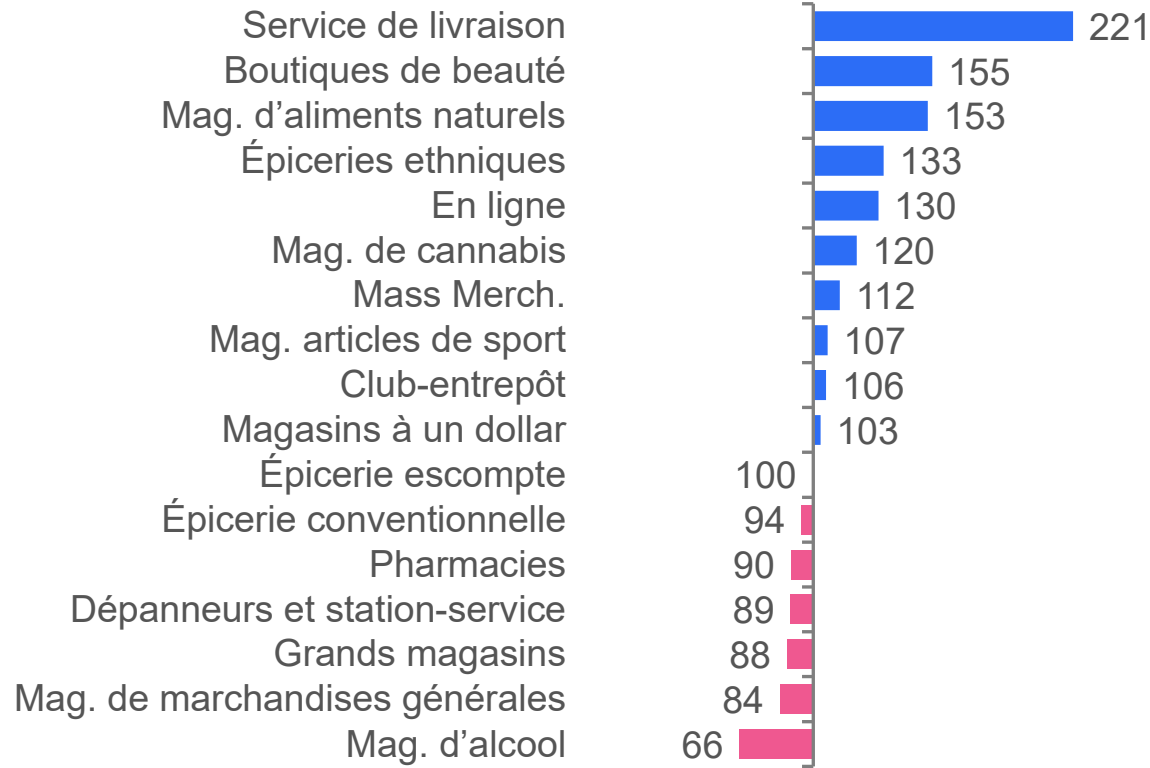 Service de livraison 221
Boutiques de beauté 155
Mag. d’aliments naturels 153
Épiceries ethniques 133
En ligne 130
Mag. de cannabis 120
Mass Merch. 112
Mag. articles de sport 107
Club-entrepôt 106
Magasins à un dollar 103
Épicerie escompte 100
Épicerie conventionnelle 94
Pharmacies 90
Dépanneurs et station-service 89
Grands magasins 88
Mag. de marchandises générales 84
Mag. d’alcool 66